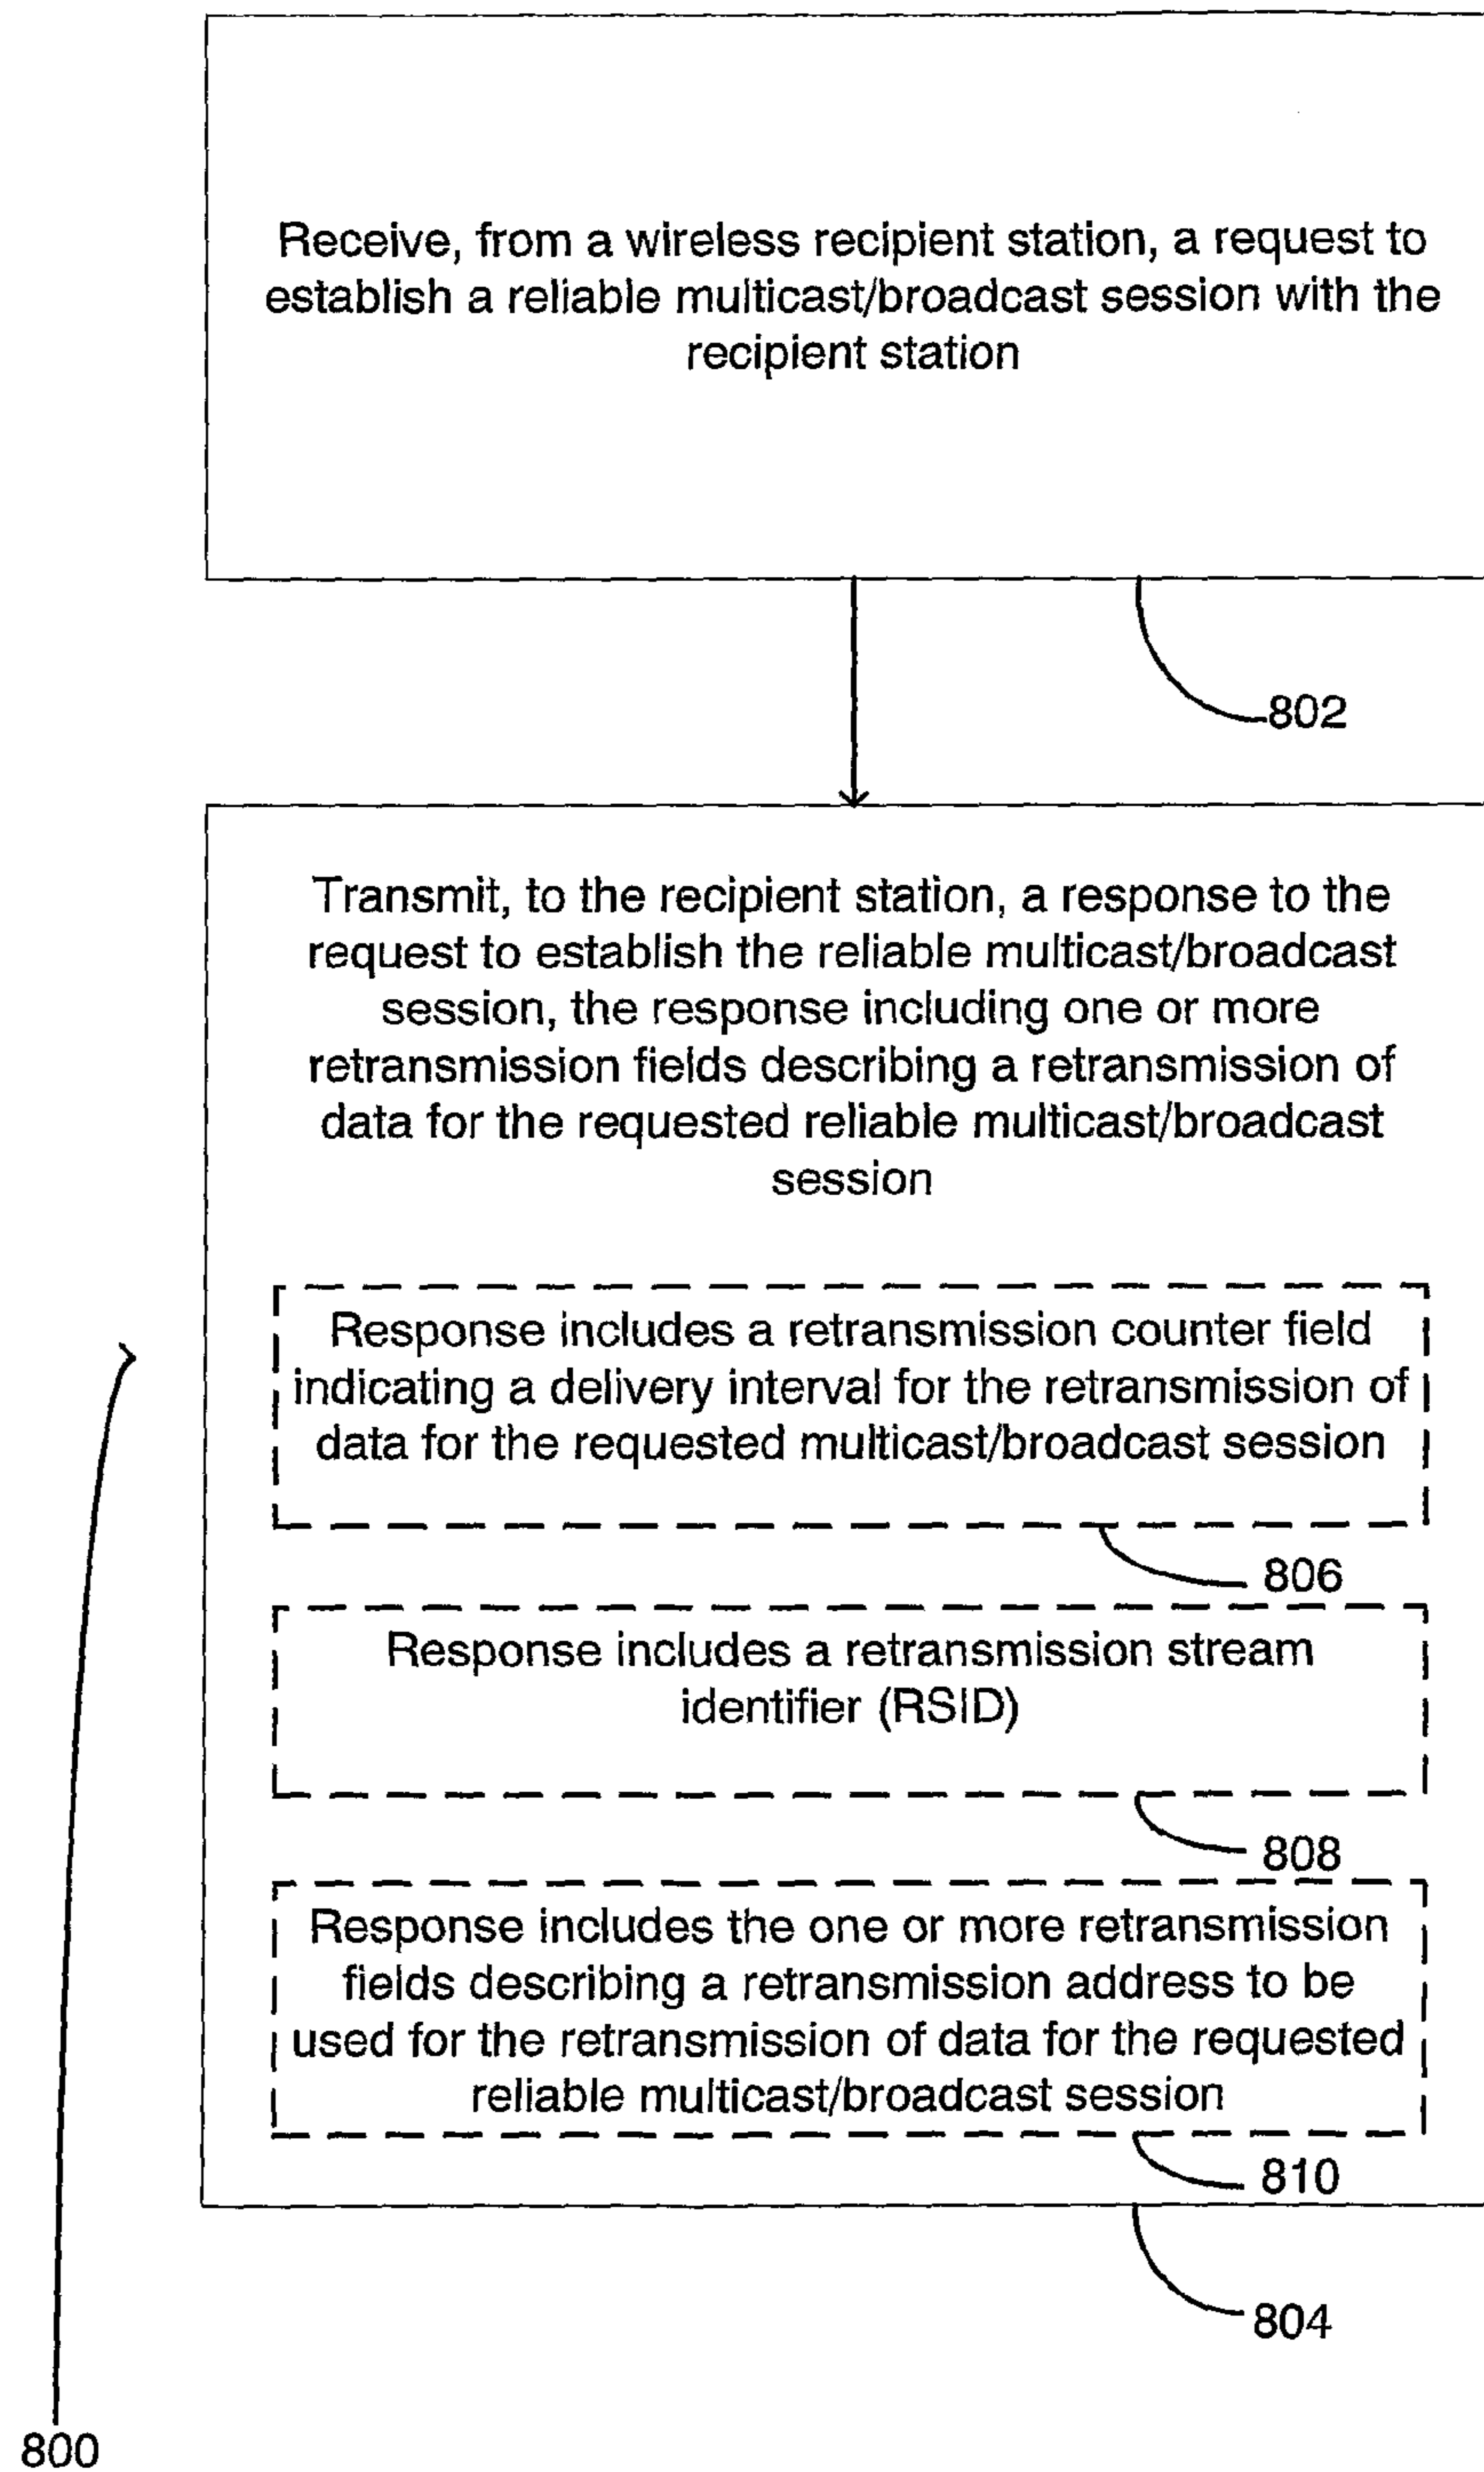 Receive, from a wireless recipient station, a request to
establish a reliable multicast/broadcast session with the
recipient station
802
Transmit, to the recipient station, a response to the
request to establish the reliable multicast/broadcast
session, the response including one or more
retransmission fields describing a retransmission of
data for the requested reliable multicast/broadcast
session
Response includes a retransmission counter field
indicating a delivery interval for the retransmission of
data for the requested multicast/broadcast session
806
Response includes a retransmission stream
identifier (RSID)
808
Response includes the one or more retransmission
fields describing a retransmission address to be
used for the retransmission of data for the requested
reliable multicast/broadcast session
810
804
800